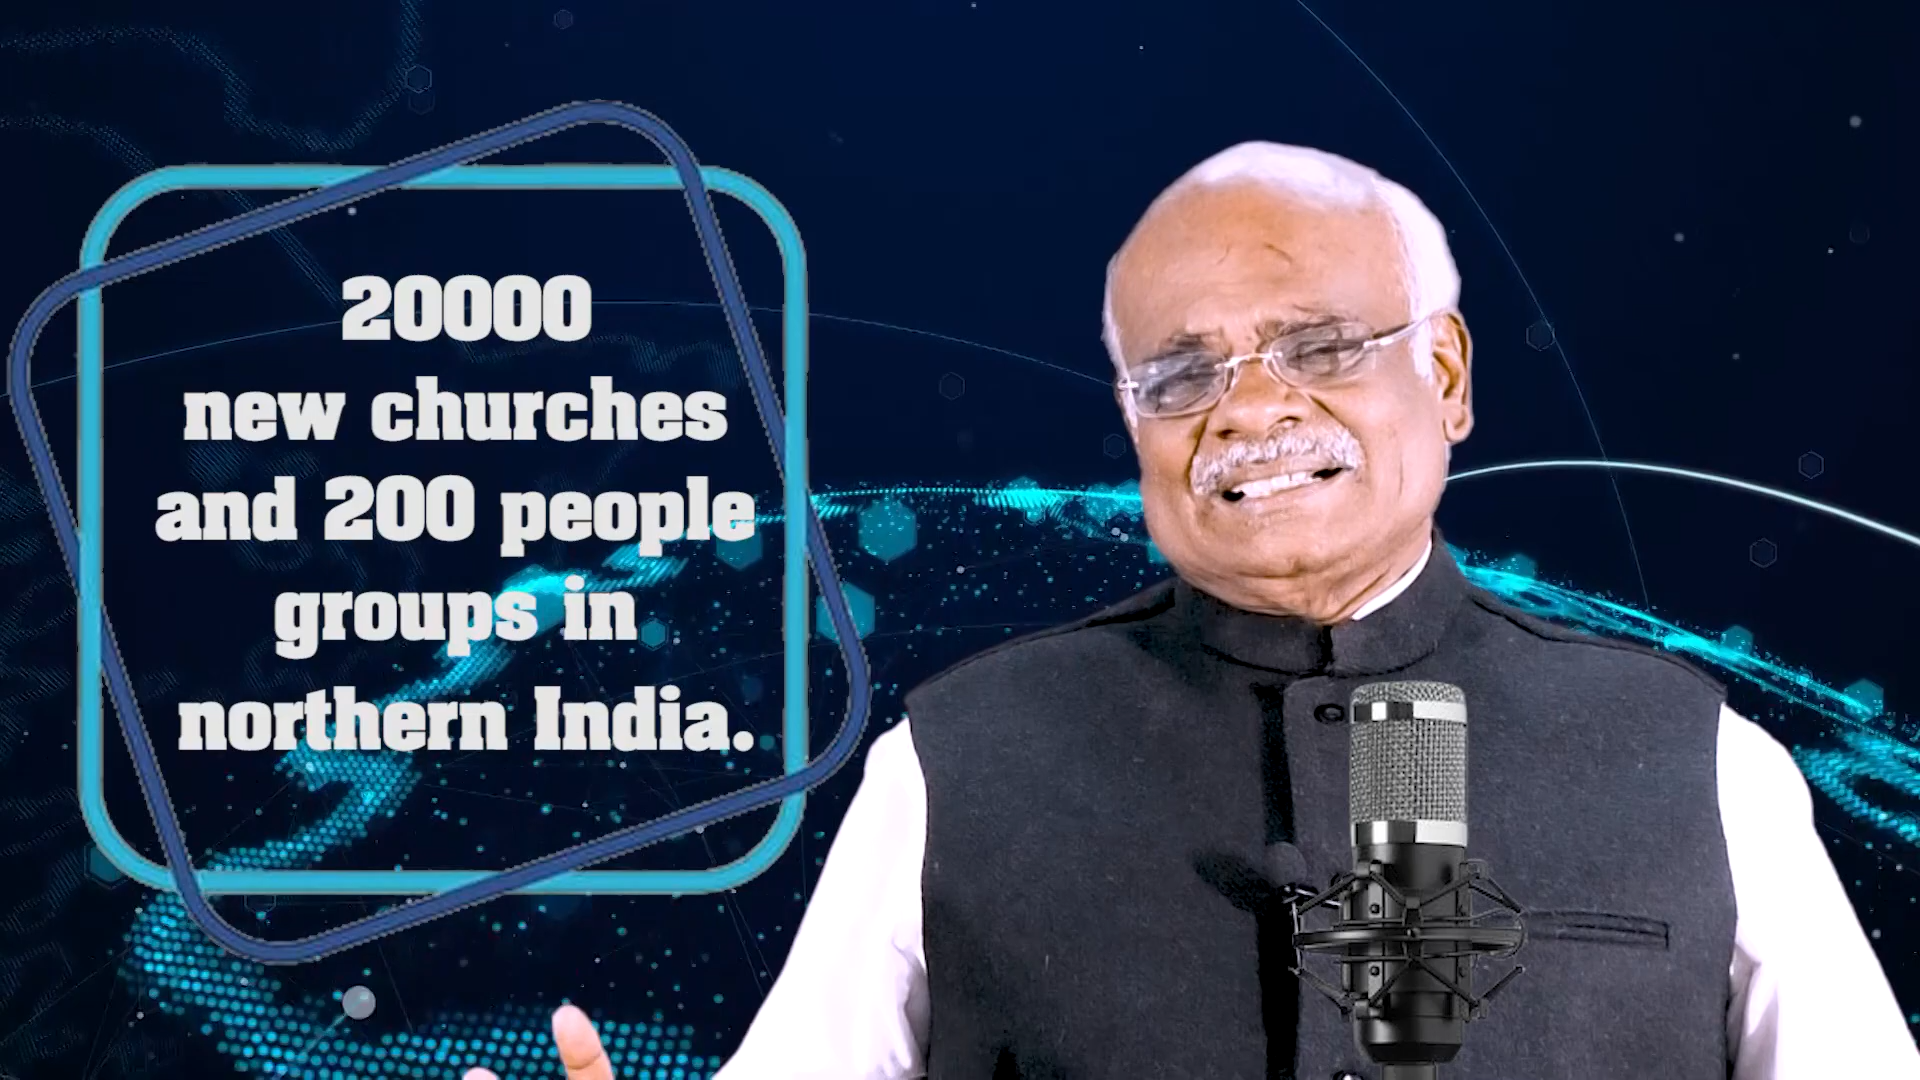 20000
new churches
and 200 people
groups in
northern India.